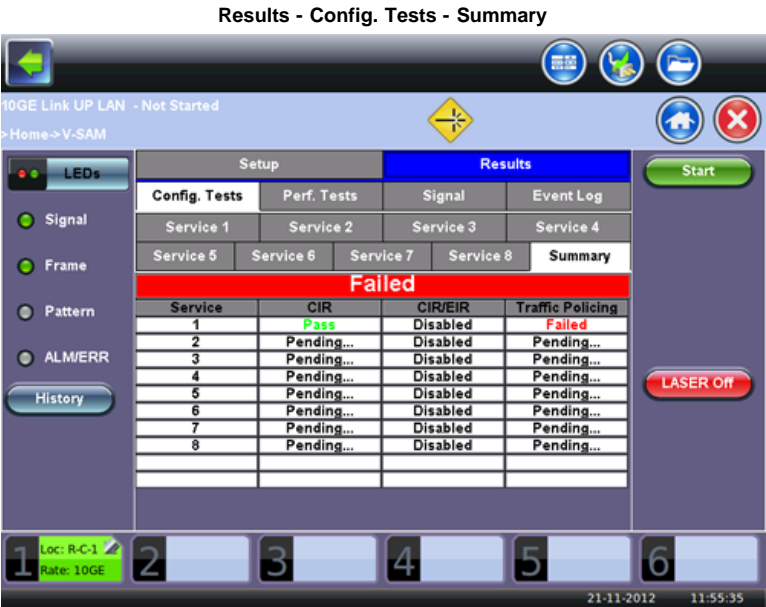 Results - Config. Tests - Summary
10GE Link UP LAN - Not Started
>Home->V-SAM
LEDs
Setup
Results
Start
Config. Tests
Perf. Tests
Signal
Event Log
Signal
Service 1
Service 2
Service 3
Service 4
Frame
Service 5
Service 6
Service 7
Service 8
Summary
Failed
Pattern
Service CIR CIR/EIR Traffic Policing
1 Pass Disabled Failed
2 Pending... Disabled Pending...
3 Pending... Disabled Pending...
4 Pending... Disabled Pending...
5 Pending... Disabled Pending...
6 Pending... Disabled Pending...
7 Pending... Disabled Pending...
8 Pending... Disabled Pending...
ALM/ERR
History
LASER Off
1
Loc: R-C-1
Rate: 10GE
2
3
4
5
6
21-11-2012 11:55:35